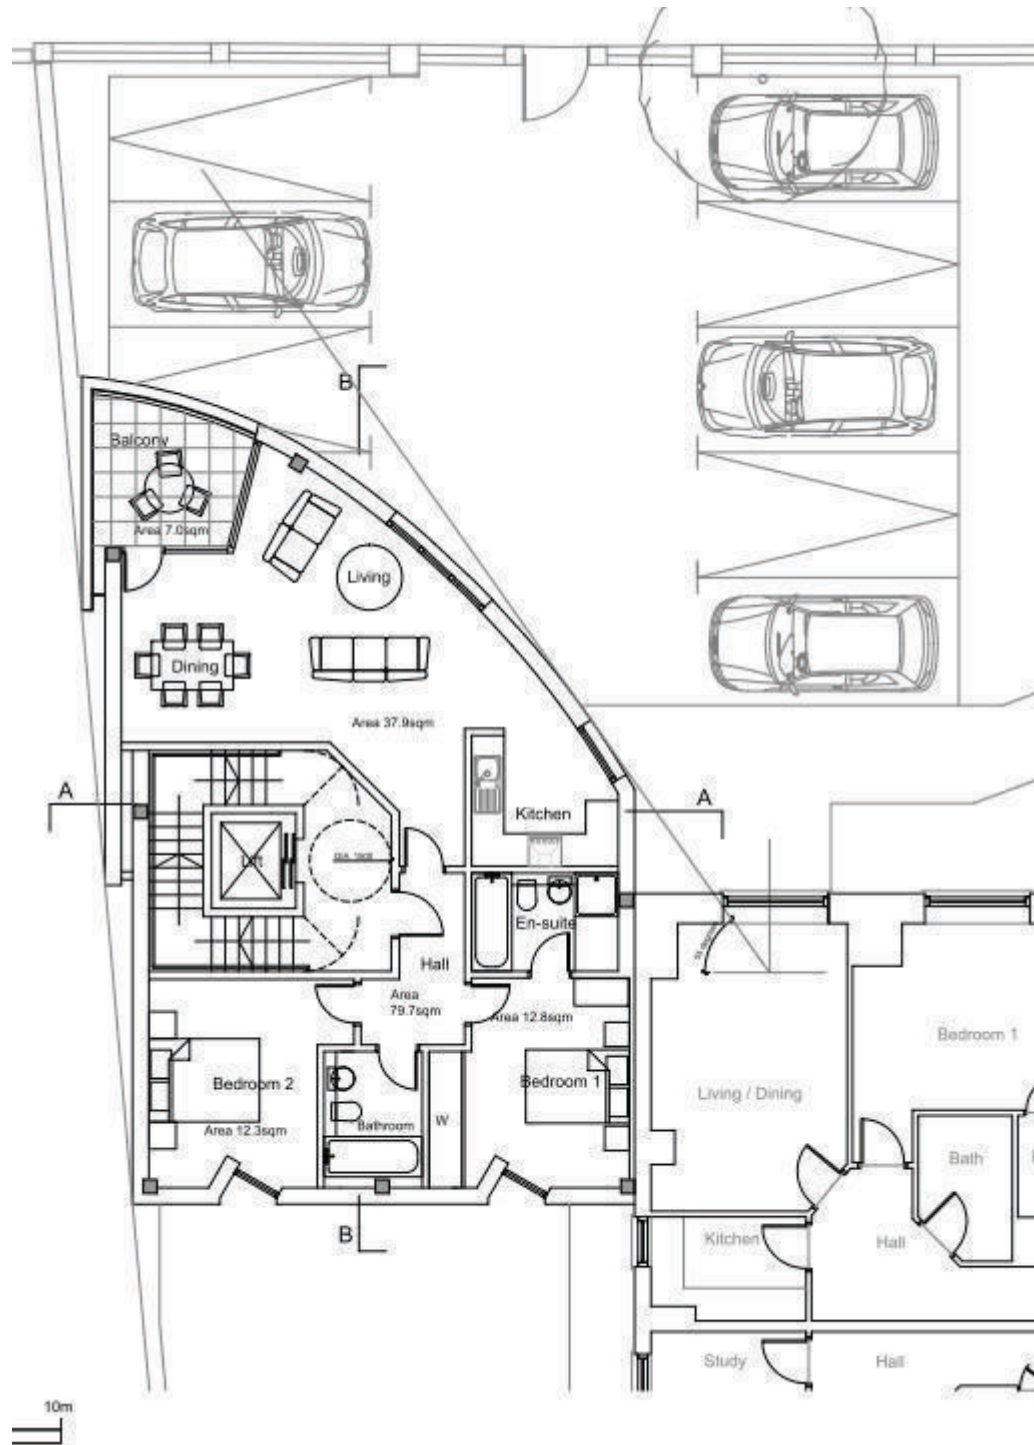 B
Balcony
Area 7.0sqm
Living
Dining
Area 37.9sqm
A
A
Kitchen
Lift
DIA. 1500
En-suite
Hall
Area
79.7sqm
Area 12.8sqm
Bedroom 1
Bedroom 2
Bedroom 1
Living / Dining
W
Bathroom
Area 12.3sqm
Bath
B
Kitchen
Hall
Study
Hall
10m